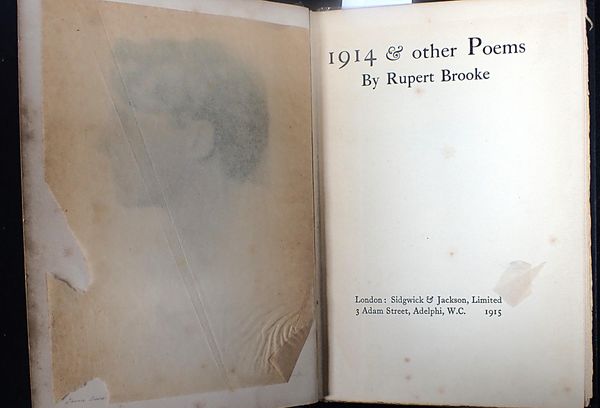 1914 & other Poems
By Rupert Brooke
London: Sidgwick & Jackson, Limited
3 Adam Street, Adelphi, W.C. 1915